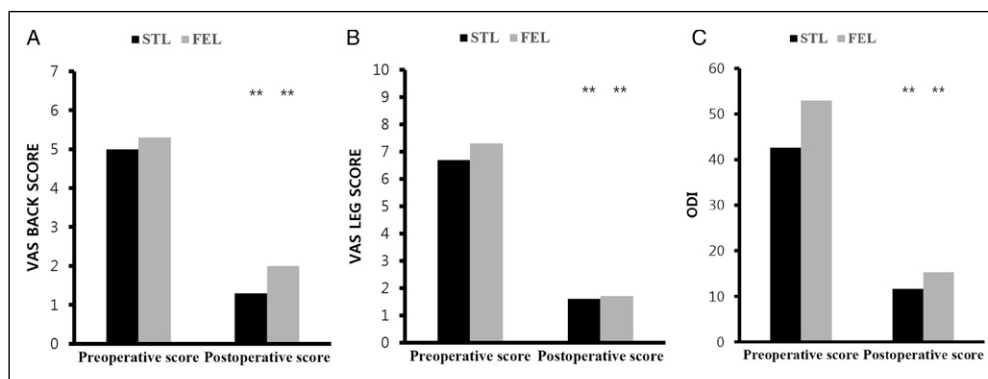 A
STL FEL
VAS BACK SCORE
7
6
5
4
3
2
1
0
** **
Preoperative score Postoperative score
B
STL FEL
VAS LEG SCORE
10
9
8
7
6
5
4
3
2
1
0
** **
Preoperative score Postoperative score
C
STL FEL
ODI
60
50
40
30
20
10
0
** **
Preoperative score Postoperative score